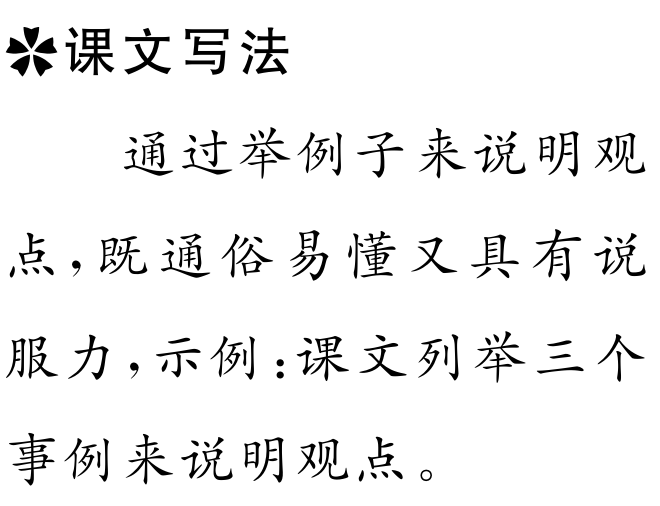 ✲课文写法
通过举例子来说明观
点,既通俗易懂又具有说
服力,示例:课文列举三个
事例来说明观点。